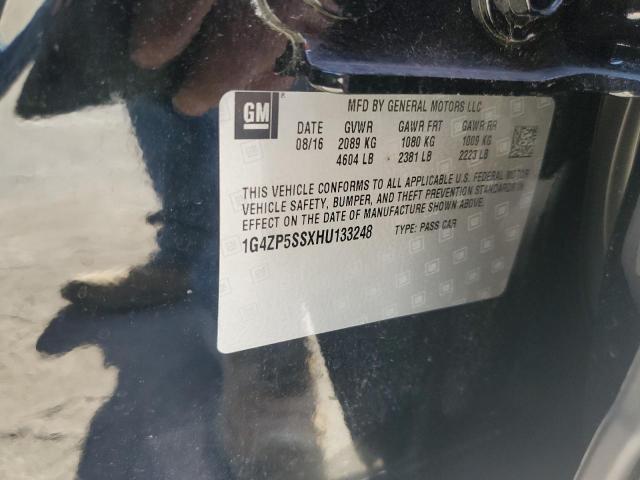 GM
MFD BY GENERAL MOTORS LLC
DATE GVWR GAWR FRT GAWR RR
08/16 2089 KG 1080 KG 1009 KG
4604 LB 2381 LB 2223 LB
THIS VEHICLE CONFORMS TO ALL APPLICABLE U.S. FEDERAL MOTOR
VEHICLE SAFETY, BUMPER, AND THEFT PREVENTION STANDARDS IN
EFFECT ON THE DATE OF MANUFACTURE SHOWN ABOVE.
1G4ZP5SSXHU133248 TYPE: PASS CAR